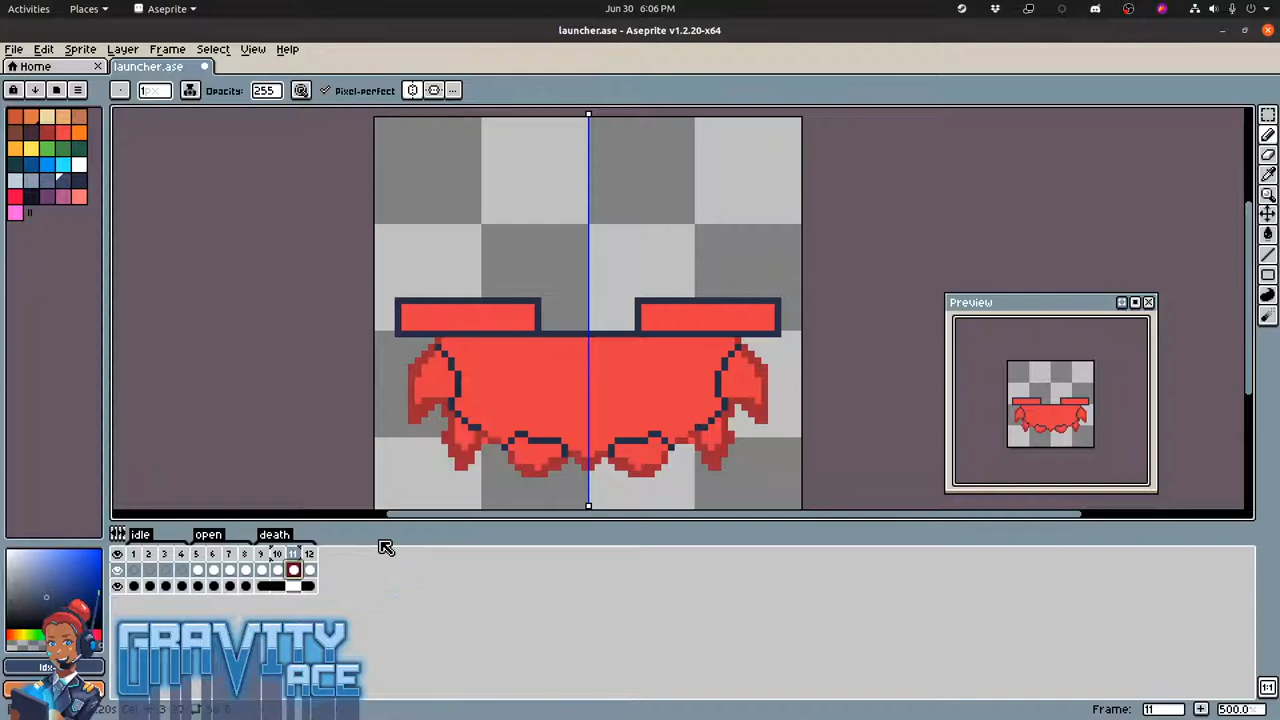 Activities Places Aseprite Jun 30 6:06 PM
launcher.ase - Aseprite v1.2.20-x64
File Edit Sprite Layer Frame Select View Help
Home launcher.ase
Opacity: 255 Pixel-perfect
Preview
idle open death
1 2 3 4 5 6 7 8 9 10 11 12
GRAVITY
ACE
Frame: 11 500.0
1:1